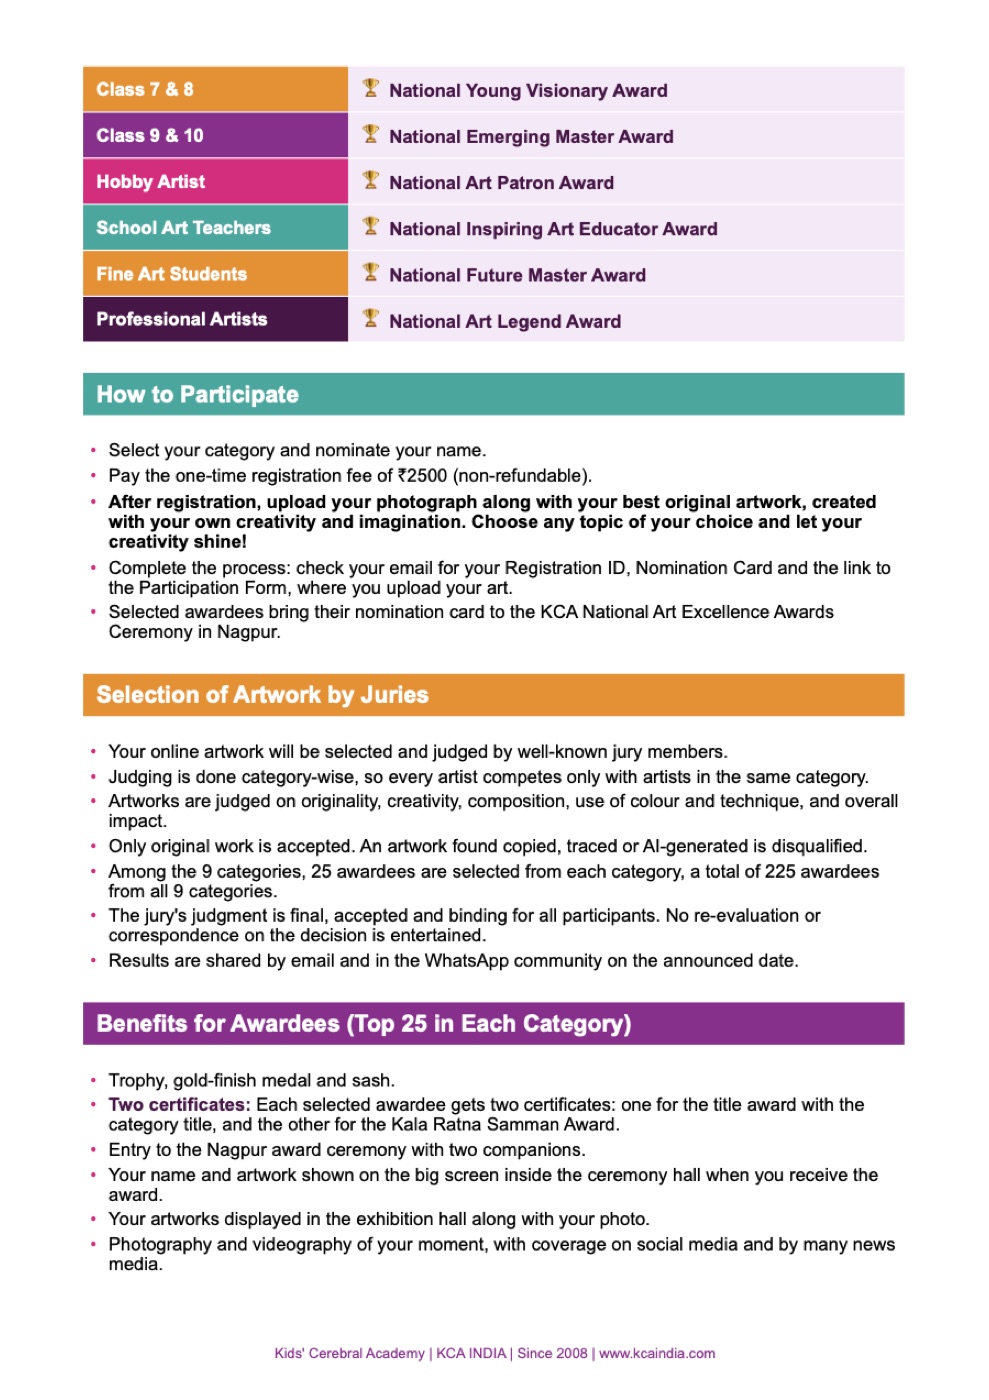 Class 7 & 8
🏆 National Young Visionary Award
Class 9 & 10
🏆 National Emerging Master Award
Hobby Artist
🏆 National Art Patron Award
School Art Teachers
🏆 National Inspiring Art Educator Award
Fine Art Students
🏆 National Future Master Award
Professional Artists
🏆 National Art Legend Award
How to Participate
• Select your category and nominate your name.
• Pay the one-time registration fee of ₹2500 (non-refundable).
• After registration, upload your photograph along with your best original artwork, created
with your own creativity and imagination. Choose any topic of your choice and let your
creativity shine!
• Complete the process: check your email for your Registration ID, Nomination Card and the link to
the Participation Form, where you upload your art.
• Selected awardees bring their nomination card to the KCA National Art Excellence Awards
Ceremony in Nagpur.
Selection of Artwork by Juries
• Your online artwork will be selected and judged by well-known jury members.
• Judging is done category-wise, so every artist competes only with artists in the same category.
• Artworks are judged on originality, creativity, composition, use of colour and technique, and overall
impact.
• Only original work is accepted. An artwork found copied, traced or AI-generated is disqualified.
• Among the 9 categories, 25 awardees are selected from each category, a total of 225 awardees
from all 9 categories.
• The jury's judgment is final, accepted and binding for all participants. No re-evaluation or
correspondence on the decision is entertained.
• Results are shared by email and in the WhatsApp community on the announced date.
Benefits for Awardees (Top 25 in Each Category)
• Trophy, gold-finish medal and sash.
• Two certificates: Each selected awardee gets two certificates: one for the title award with the
category title, and the other for the Kala Ratna Samman Award.
• Entry to the Nagpur award ceremony with two companions.
• Your name and artwork shown on the big screen inside the ceremony hall when you receive the
award.
• Your artworks displayed in the exhibition hall along with your photo.
• Photography and videography of your moment, with coverage on social media and by many news
media.
Kids' Cerebral Academy | KCA INDIA | Since 2008 | www.kcaindia.com